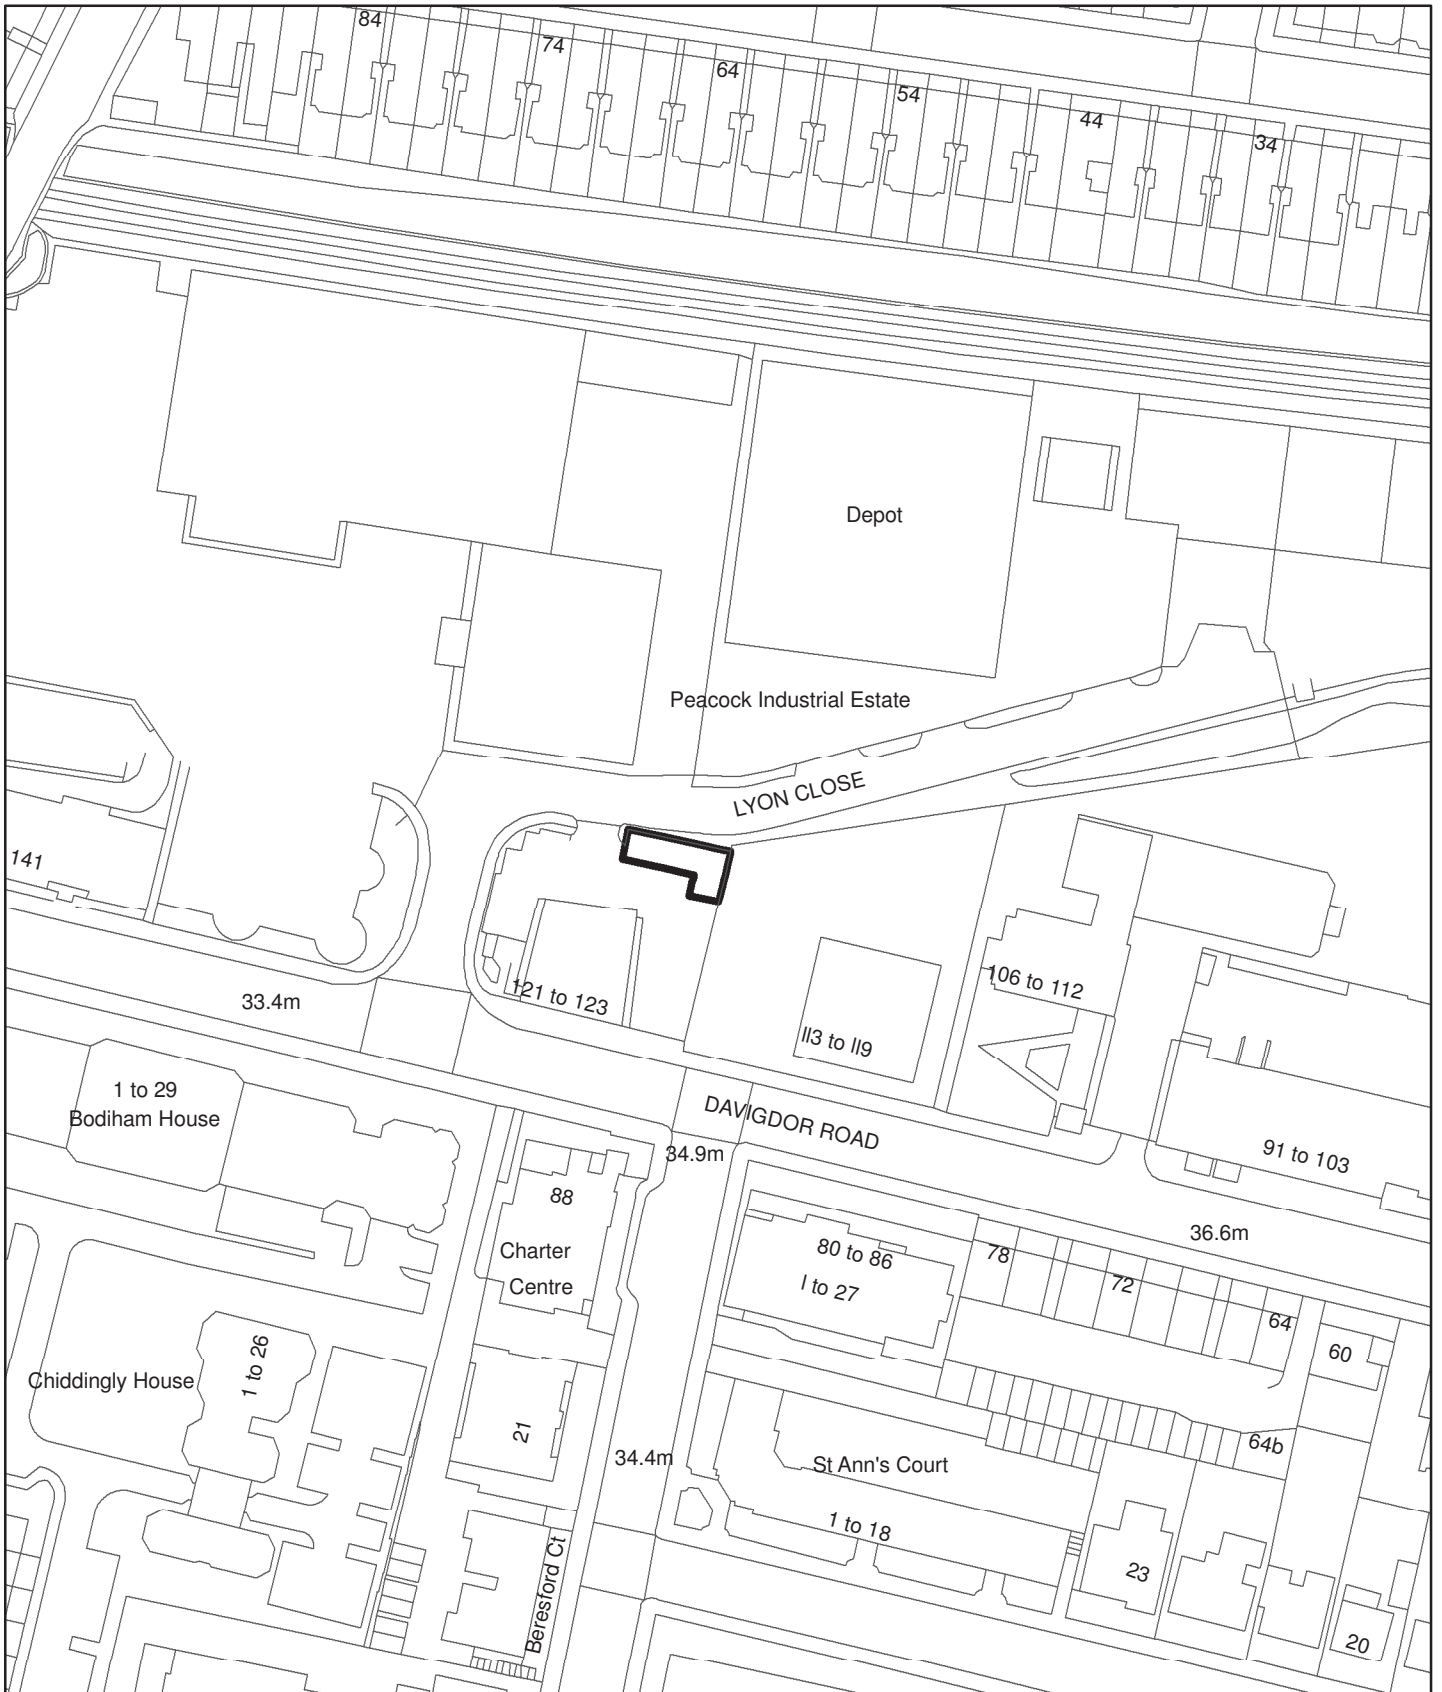 84
74
64
54
44
34
Depot
Peacock Industrial Estate
LYON CLOSE
141
106 to 112
121 to 123
33.4m
ll3 to ll9
1 to 29
Bodiham House
DAVIGDOR ROAD
34.9m
91 to 103
88
36.6m
Charter
Centre
80 to 86
l to 27
78
72
64
60
1 to 26
Chiddingly House
21
34.4m
64b
St Ann's Court
1 to 18
Beresford Ct
23
20